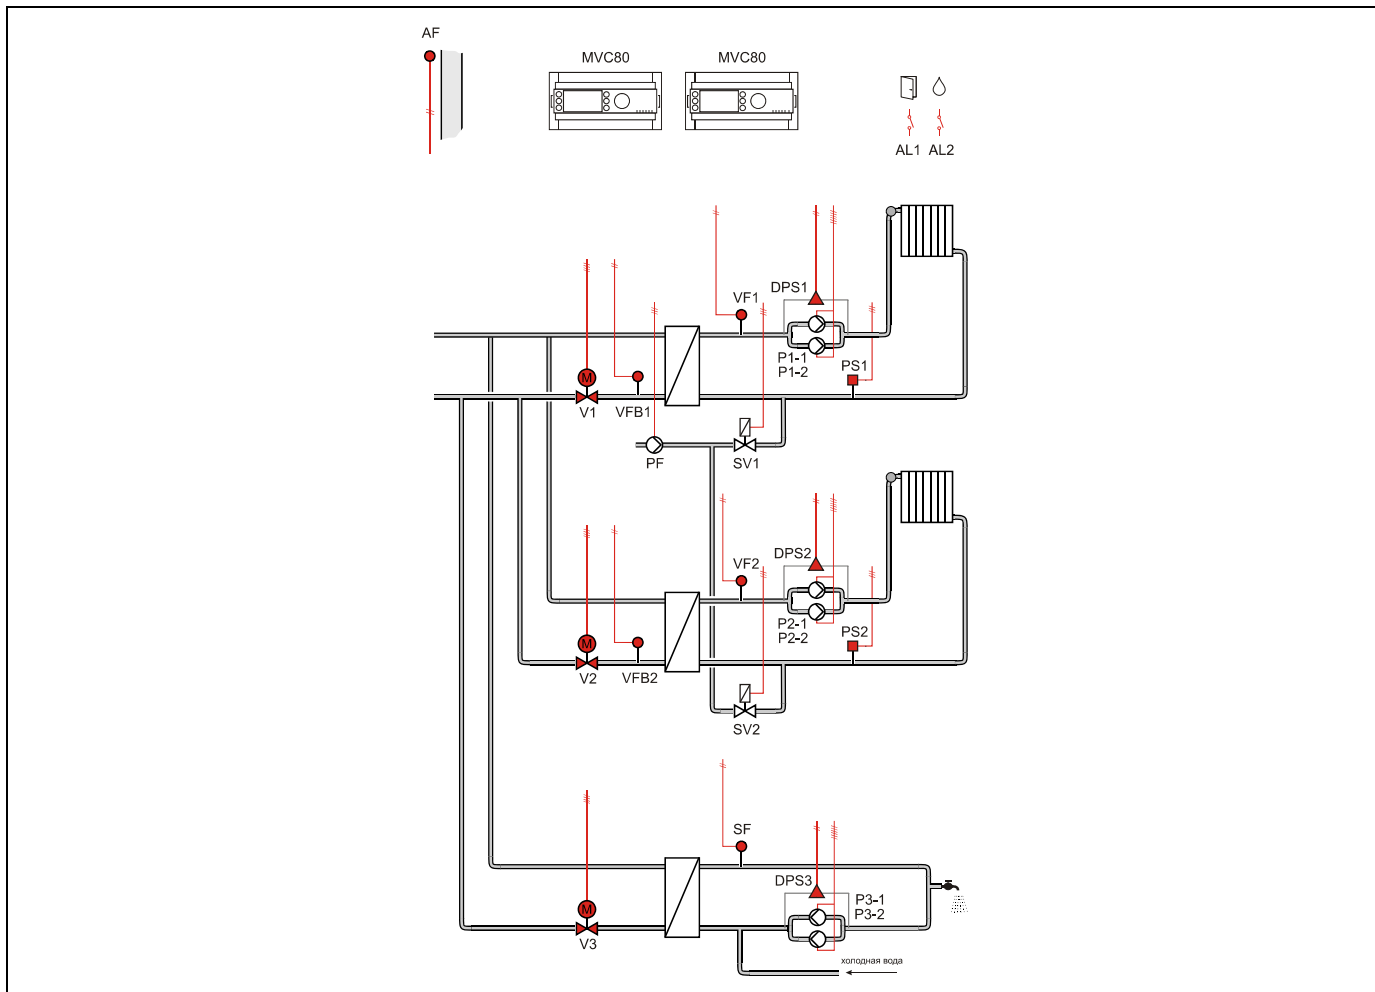 AF
MVC80
MVC80
AL1
AL2
DPS1
VF1
P1-1
P1-2
PS1
M
V1
VFB1
PF
SV1
DPS2
VF2
P2-1
P2-2
PS2
M
V2
VFB2
SV2
SF
DPS3
P3-1
P3-2
M
V3
холодная вода